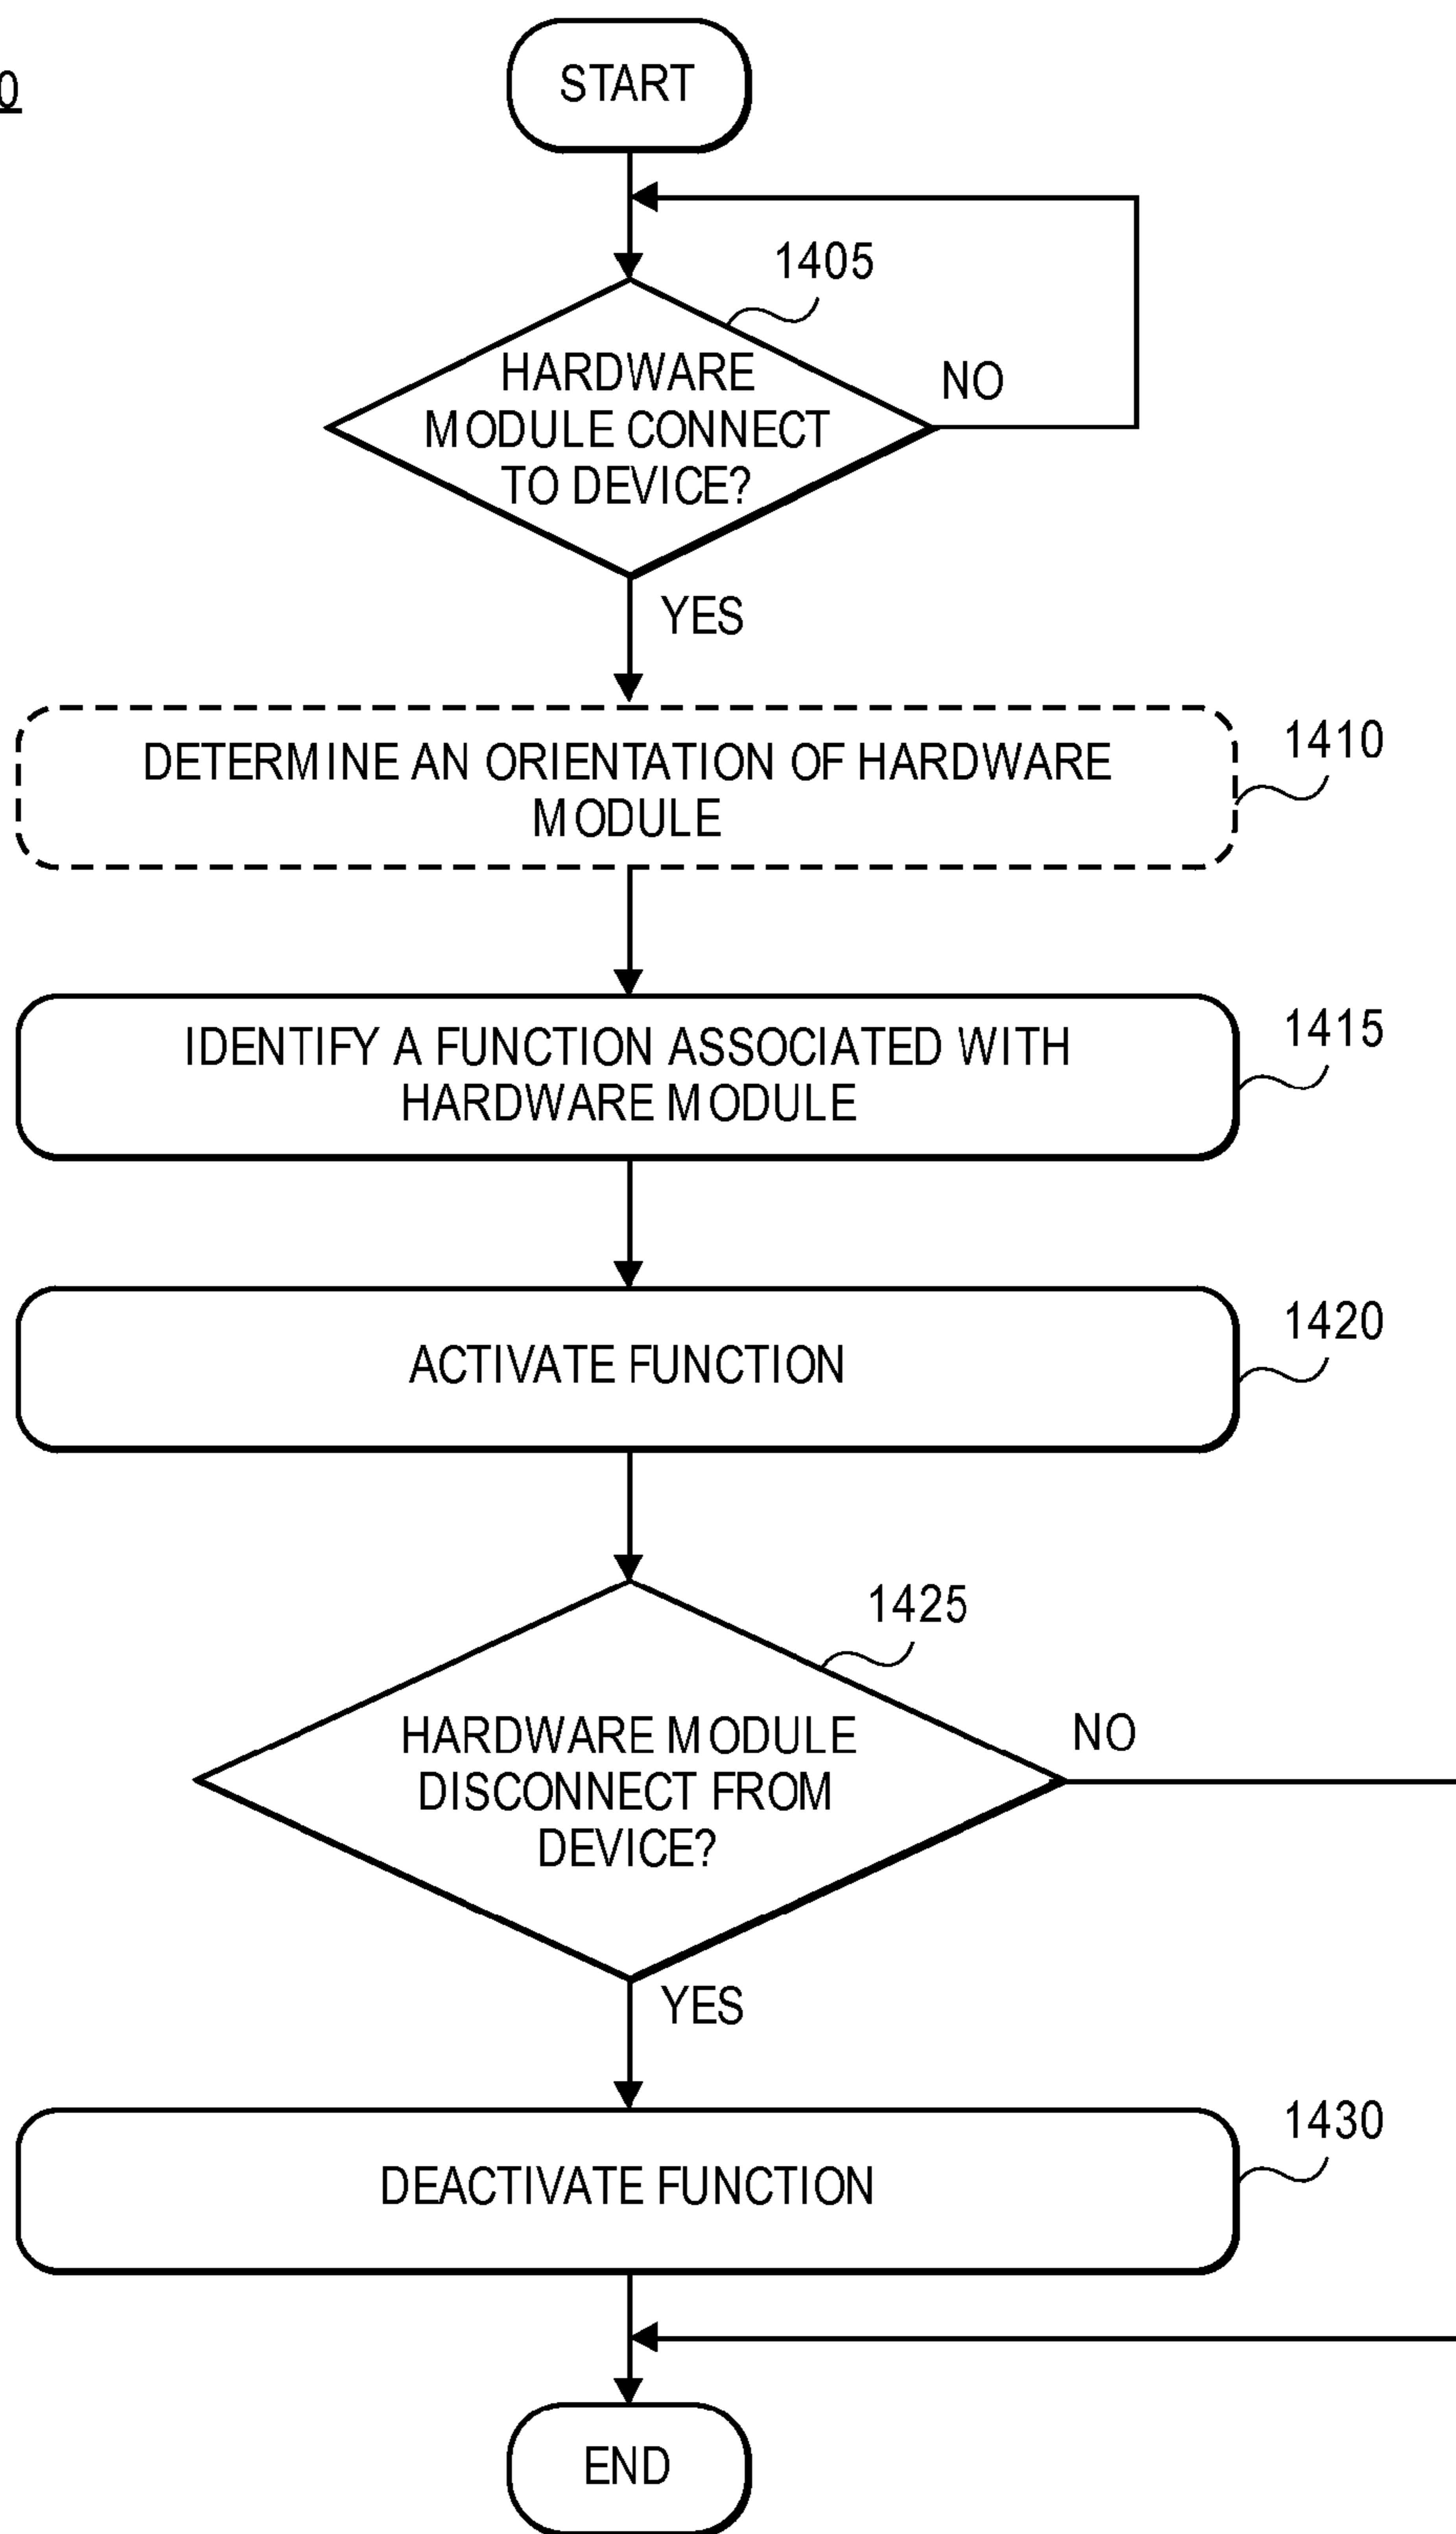 0
START
1405
HARDWARE
MODULE CONNECT
TO DEVICE?
NO
YES
1410
DETERMINE AN ORIENTATION OF HARDWARE
MODULE
1415
IDENTIFY A FUNCTION ASSOCIATED WITH
HARDWARE MODULE
1420
ACTIVATE FUNCTION
1425
HARDWARE MODULE
DISCONNECT FROM
DEVICE?
NO
YES
1430
DEACTIVATE FUNCTION
END